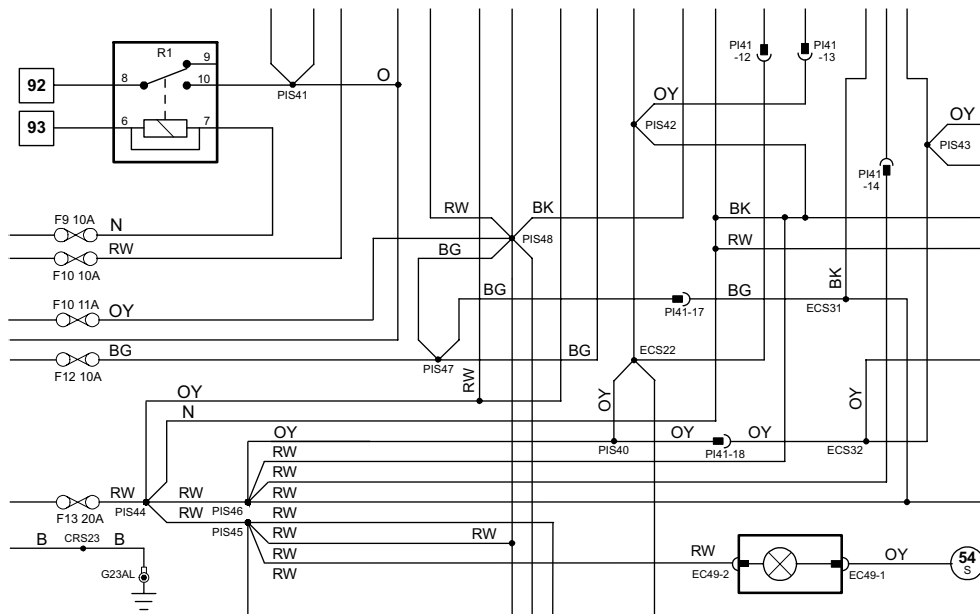 R1
9
92
8
10
O
PIS41
93
6
7
PI41
-12
PI41
-13
OY
PIS42
OY
PIS43
PI41
-14
F9 10A
N
RW
F10 10A
RW
BK
PIS48
BG
BK
RW
F10 11A
OY
BG
PI41-17
BG
BK
ECS31
BG
F12 10A
PIS47
BG
ECS22
RW
OY
N
OY
OY
OY
PIS40
OY
PI41-18
OY
ECS32
RW
RW
F13 20A
RW
PIS44
RW
PIS46
RW
RW
PIS45
RW
RW
RW
RW
RW
B
CRS23
B
G23AL
RW
EC49-2
EC49-1
OY
54
S